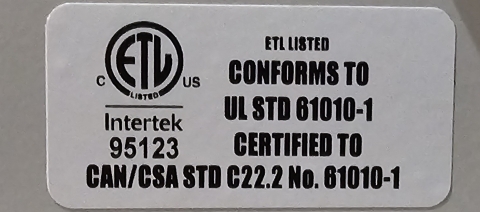 ETL LISTED
CONFORMS TO
UL STD 61010-1
CERTIFIED TO
CAN/CSA STD C22.2 No. 61010-1
C ETL US
LISTED
Intertek
95123